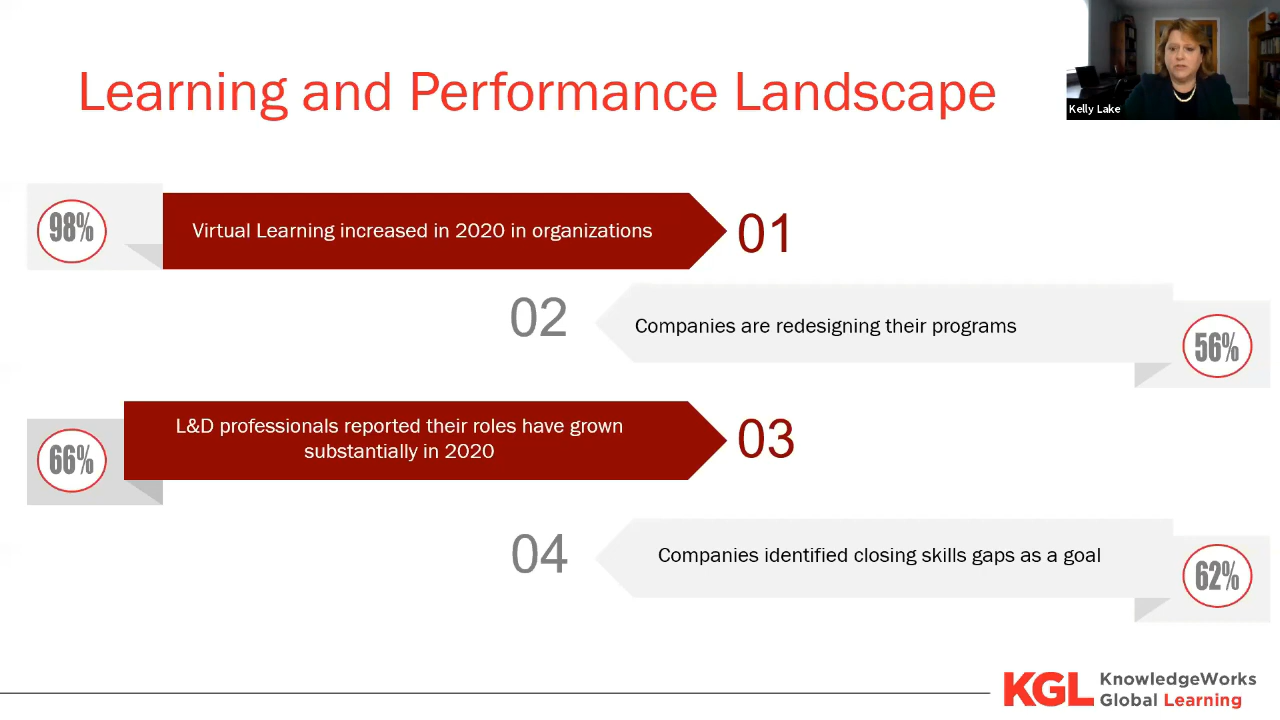 Learning and Performance Landscape
Kelly Lake
98%
Virtual Learning increased in 2020 in organizations
01
02
Companies are redesigning their programs
56%
66%
L&D professionals reported their roles have grown
substantially in 2020
03
04
Companies identified closing skills gaps as a goal
62%
KGL
KnowledgeWorks
Global Learning